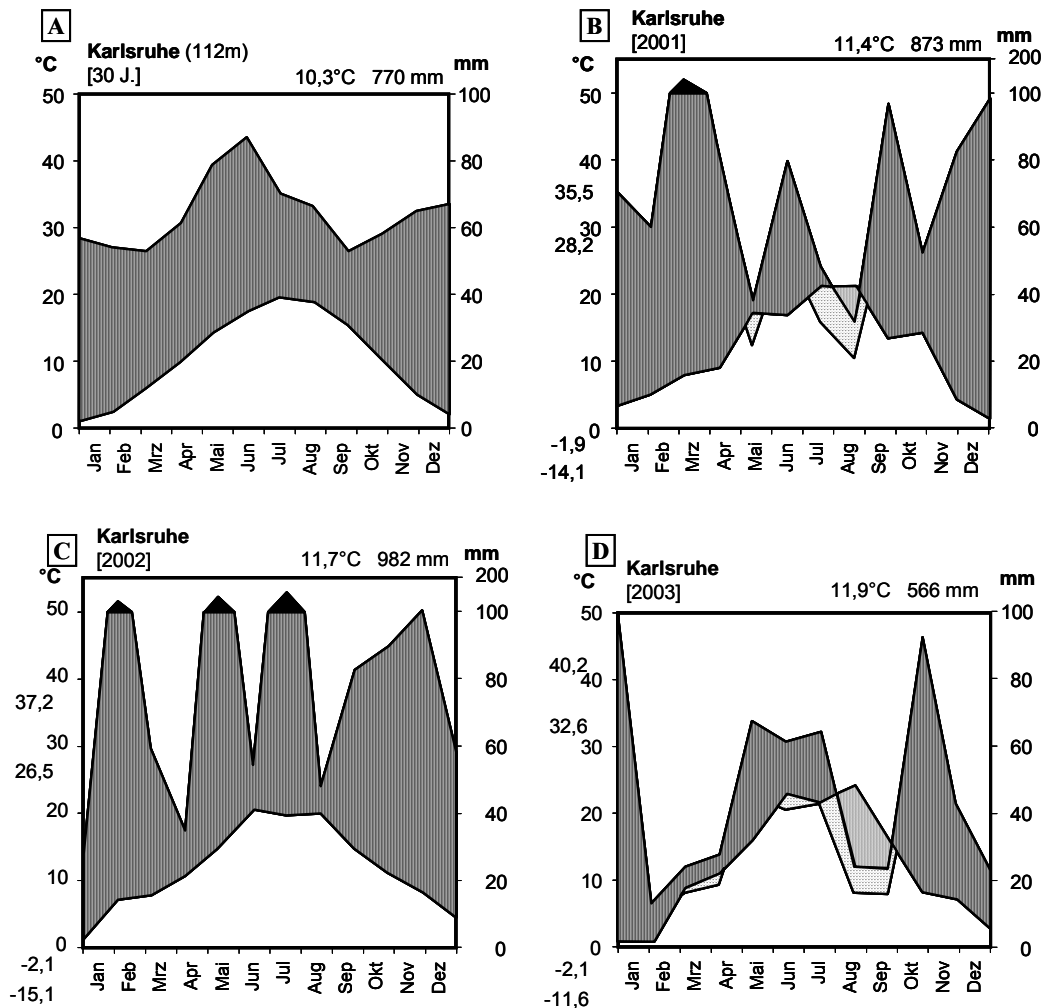 A
Karlsruhe (112m)
[30 J.]
10,3°C 770 mm
°C
mm
50
40
30
20
10
0
100
80
60
40
20
0
Jan Feb Mrz Apr Mai Jun Jul Aug Sep Okt Nov Dez
B
Karlsruhe
[2001]
11,4°C 873 mm
°C
mm
50
40
35,5
30
28,2
20
10
0
-1,9
-14,1
200
100
80
60
40
20
0
Jan Feb Mrz Apr Mai Jun Jul Aug Sep Okt Nov Dez
C
Karlsruhe
[2002]
11,7°C 982 mm
°C
mm
50
40
37,2
30
26,5
20
10
0
-2,1
-15,1
200
100
80
60
40
20
0
Jan Feb Mrz Apr Mai Jun Jul Aug Sep Okt Nov Dez
D
Karlsruhe
[2003]
11,9°C 566 mm
°C
mm
50
40,2
40
32,6
30
20
10
0
-2,1
-11,6
100
80
60
40
20
0
Jan Feb Mrz Apr Mai Jun Jul Aug Sep Okt Nov Dez